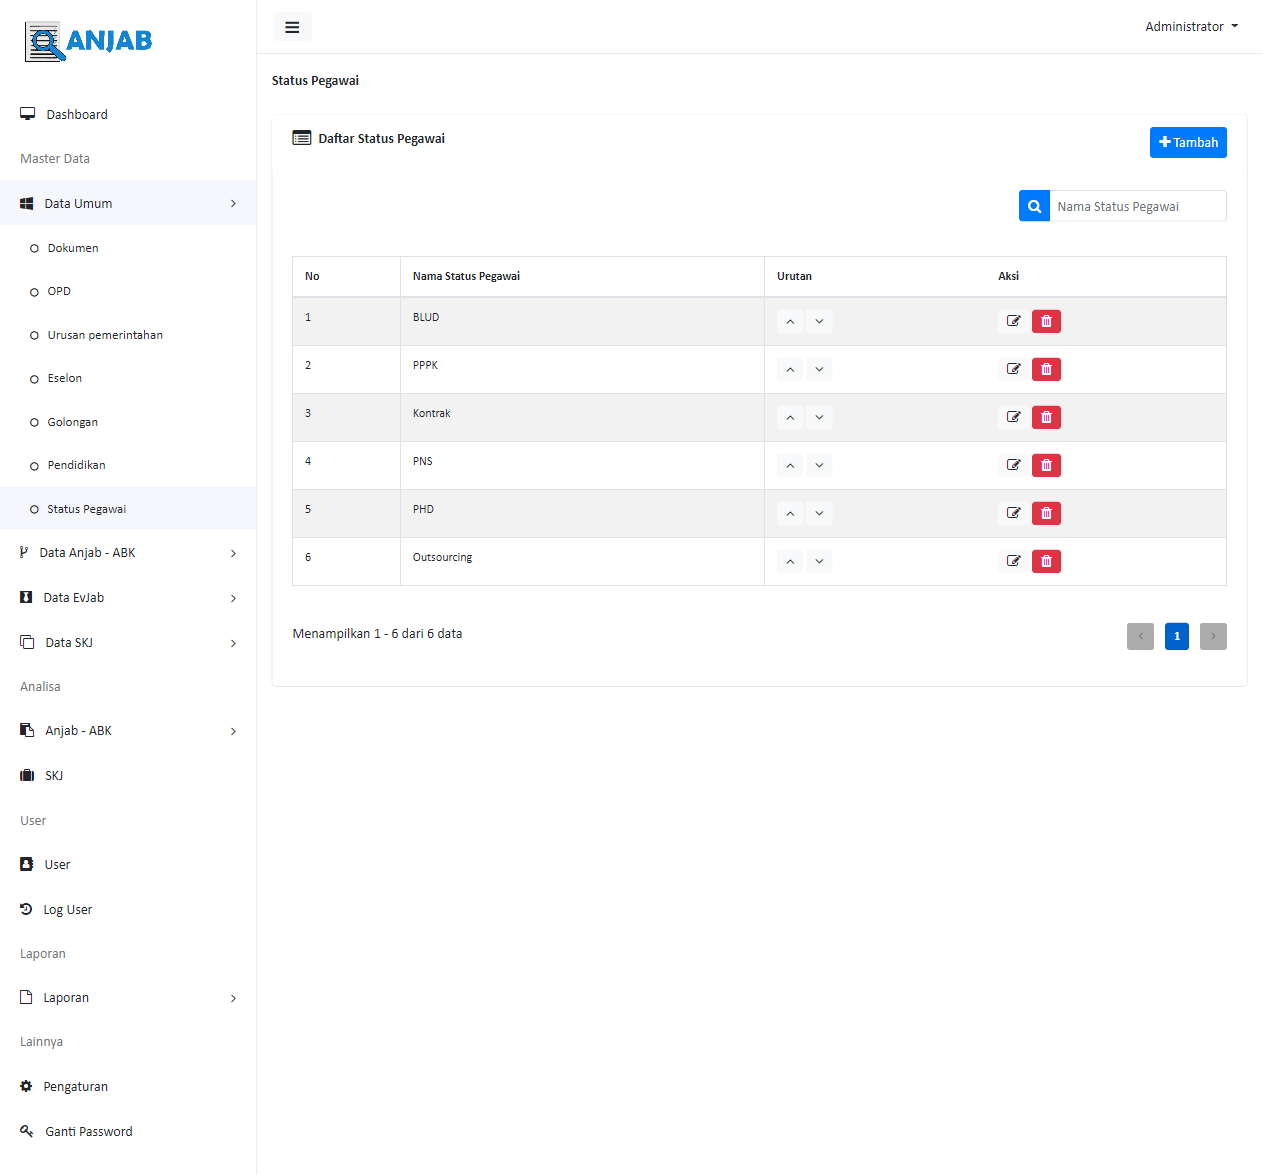 ANJAB
Administrator
Status Pegawai
Dashboard
Master Data
Data Umum
Dokumen
OPD
Urusan pemerintahan
Eselon
Golongan
Pendidikan
Status Pegawai
Data Anjab - ABK
Data EvJab
Data SKJ
Analisa
Anjab - ABK
SKJ
User
User
Log User
Laporan
Laporan
Lainnya
Pengaturan
Ganti Password
Daftar Status Pegawai
Tambah
Nama Status Pegawai
No Nama Status Pegawai Urutan Aksi
1 BLUD
2 PPPK
3 Kontrak
4 PNS
5 PHD
6 Outsourcing
Menampilkan 1 - 6 dari 6 data
‹ 1 ›